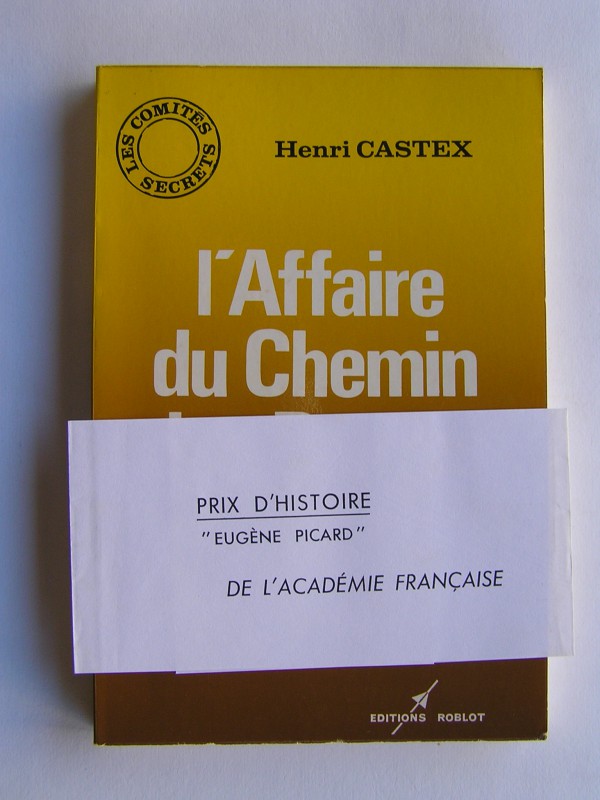 LES COMITÉS
SECRETS
Henri CASTEX
l'Affaire
du Chemin
PRIX D'HISTOIRE
"EUGÈNE PICARD"
DE L'ACADÉMIE FRANÇAISE
EDITIONS ROBLOT